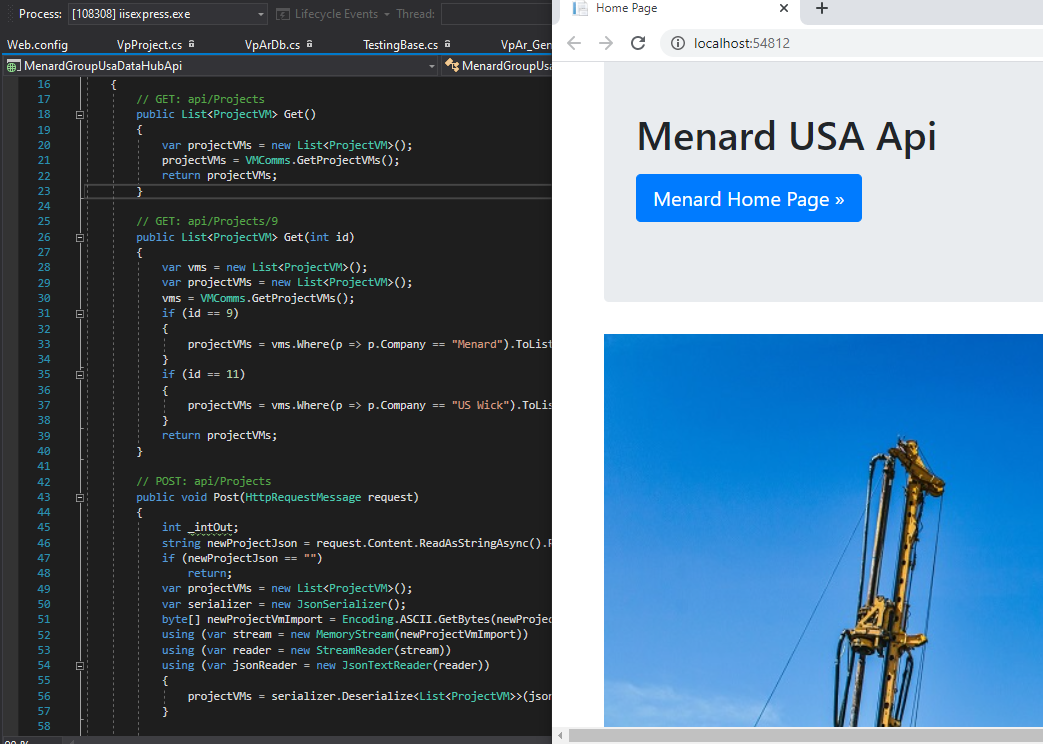 Process: [108308] iisexpress.exe Lifecycle Events Thread:
Web.config VpProject.cs VpArDb.cs TestingBase.cs VpAr_Gen
MenardGroupUsaDataHubApi MenardGroupUsa
16 {
17 // GET: api/Projects
18 public List<ProjectVM> Get()
19 {
20 var projectVMs = new List<ProjectVM>();
21 projectVMs = VMComms.GetProjectVMs();
22 return projectVMs;
23 }
24
25 // GET: api/Projects/9
26 public List<ProjectVM> Get(int id)
27 {
28 var vms = new List<ProjectVM>();
29 var projectVMs = new List<ProjectVM>();
30 vms = VMComms.GetProjectVMs();
31 if (id == 9)
32 {
33 projectVMs = vms.Where(p => p.Company == "Menard").ToList
34 }
35 if (id == 11)
36 {
37 projectVMs = vms.Where(p => p.Company == "US Wick").ToLis
38 }
39 return projectVMs;
40 }
41
42 // POST: api/Projects
43 public void Post(HttpRequestMessage request)
44 {
45 int _intOut;
46 string newProjectJson = request.Content.ReadAsStringAsync().
47 if (newProjectJson == "")
48 return;
49 var projectVMs = new List<ProjectVM>();
50 var serializer = new JsonSerializer();
51 byte[] newProjectVmImport = Encoding.ASCII.GetBytes(newProjec
52 using (var stream = new MemoryStream(newProjectVmImport))
53 using (var reader = new StreamReader(stream))
54 using (var jsonReader = new JsonTextReader(reader))
55 {
56 projectVMs = serializer.Deserialize<List<ProjectVM>>(json
57 }
58
Home Page
localhost:54812
Menard USA Api
Menard Home Page »